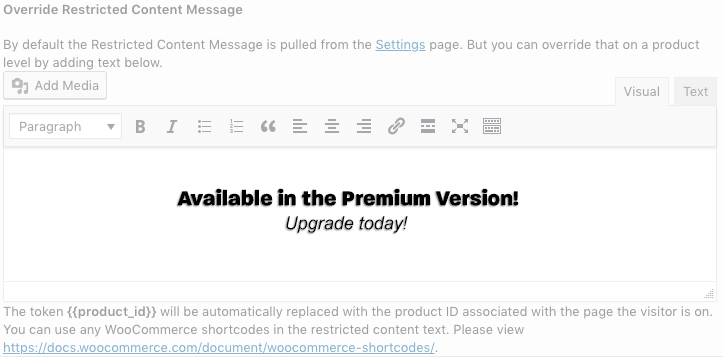 Override Restricted Content Message
By default the Restricted Content Message is pulled from the Settings page. But you can override that on a product
level by adding text below.
Add Media
Visual Text
Paragraph
Available in the Premium Version!
Upgrade today!
The token {{product_id}} will be automatically replaced with the product ID associated with the page the visitor is on.
You can use any WooCommerce shortcodes in the restricted content text. Please view
https://docs.woocommerce.com/document/woocommerce-shortcodes/.